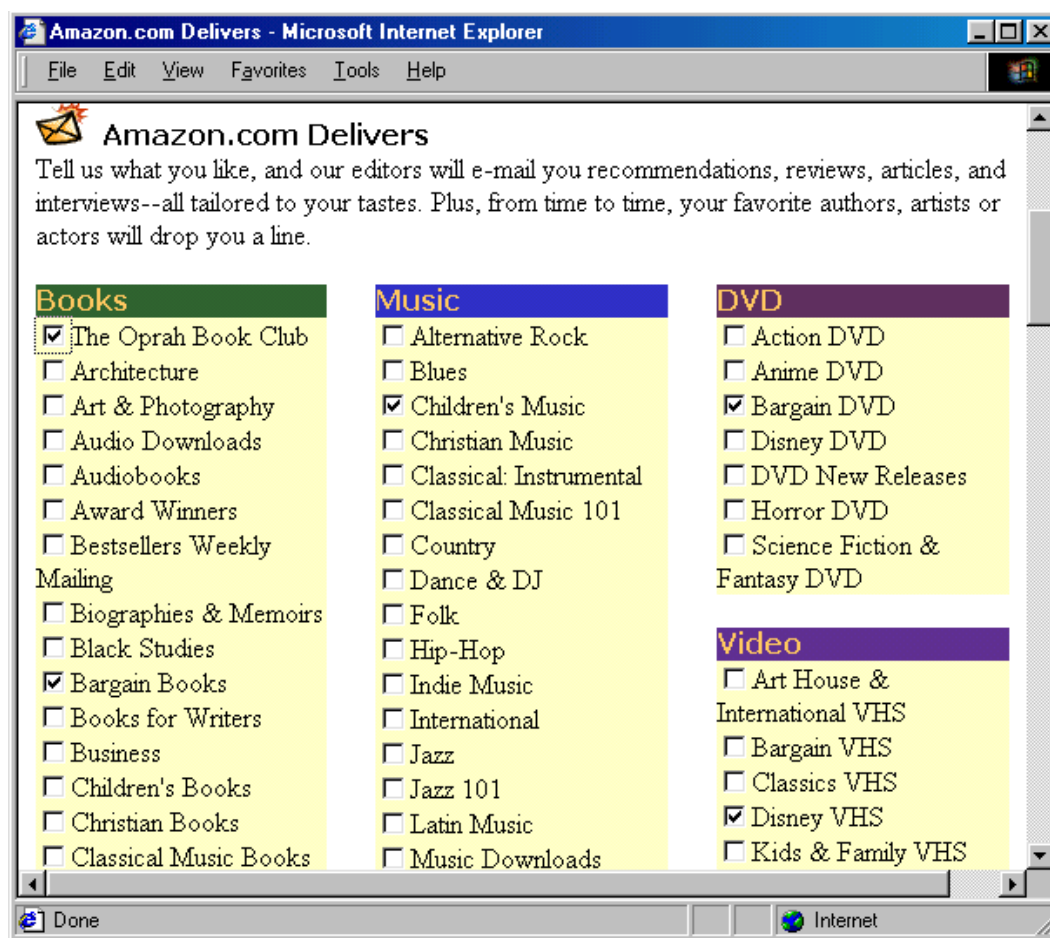 Amazon.com Delivers - Microsoft Internet Explorer
File Edit View Favorites Tools Help
Amazon.com Delivers
Tell us what you like, and our editors will e-mail you recommendations, reviews, articles, and
interviews--all tailored to your tastes. Plus, from time to time, your favorite authors, artists or
actors will drop you a line.
Books
The Oprah Book Club
Architecture
Art & Photography
Audio Downloads
Audiobooks
Award Winners
Bestsellers Weekly
Mailing
Biographies & Memoirs
Black Studies
Bargain Books
Books for Writers
Business
Children's Books
Christian Books
Classical Music Books
Music
Alternative Rock
Blues
Children's Music
Christian Music
Classical: Instrumental
Classical Music 101
Country
Dance & DJ
Folk
Hip-Hop
Indie Music
International
Jazz
Jazz 101
Latin Music
Music Downloads
DVD
Action DVD
Anime DVD
Bargain DVD
Disney DVD
DVD New Releases
Horror DVD
Science Fiction &
Fantasy DVD
Video
Art House &
International VHS
Bargain VHS
Classics VHS
Disney VHS
Kids & Family VHS
Done
Internet